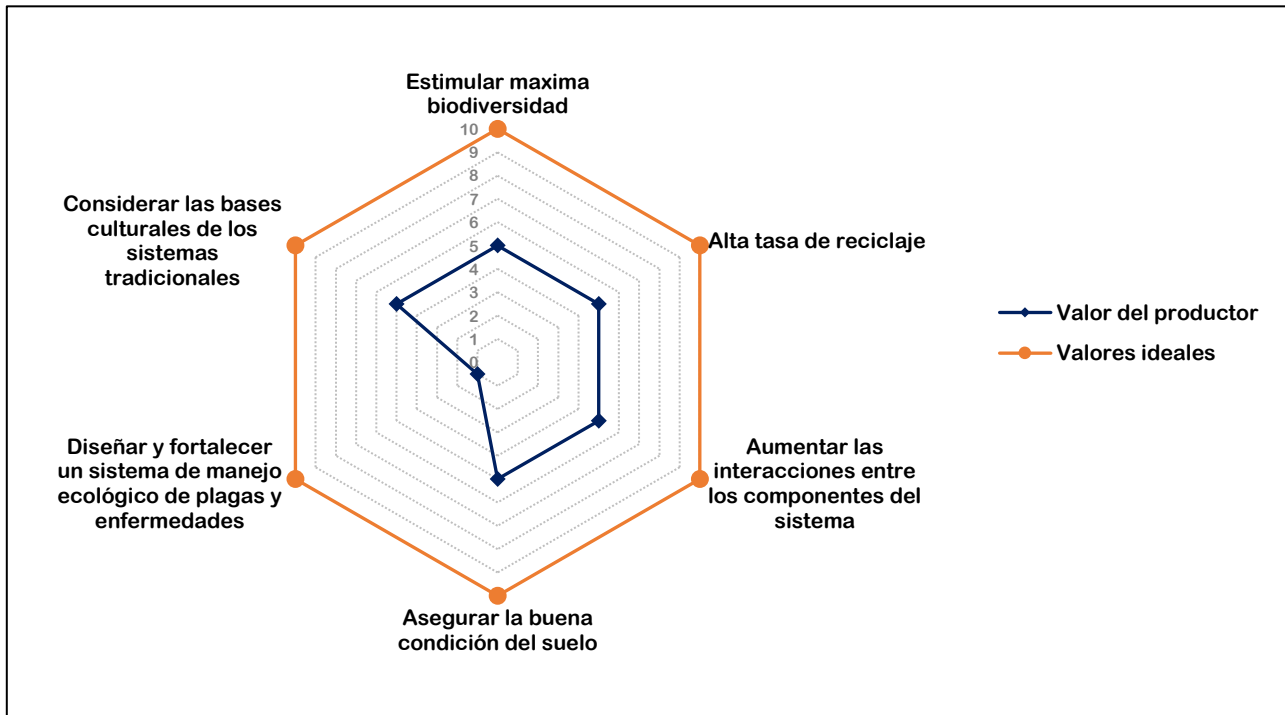 Estimular maxima
biodiversidad
10
9
8
7
6
5
4
3
2
1
0
Alta tasa de reciclaje
Aumentar las
interacciones entre
los componentes del
sistema
Asegurar la buena
condición del suelo
Diseñar y fortalecer
un sistema de manejo
ecológico de plagas y
enfermedades
Considerar las bases
culturales de los
sistemas
tradicionales
Valor del productor
Valores ideales